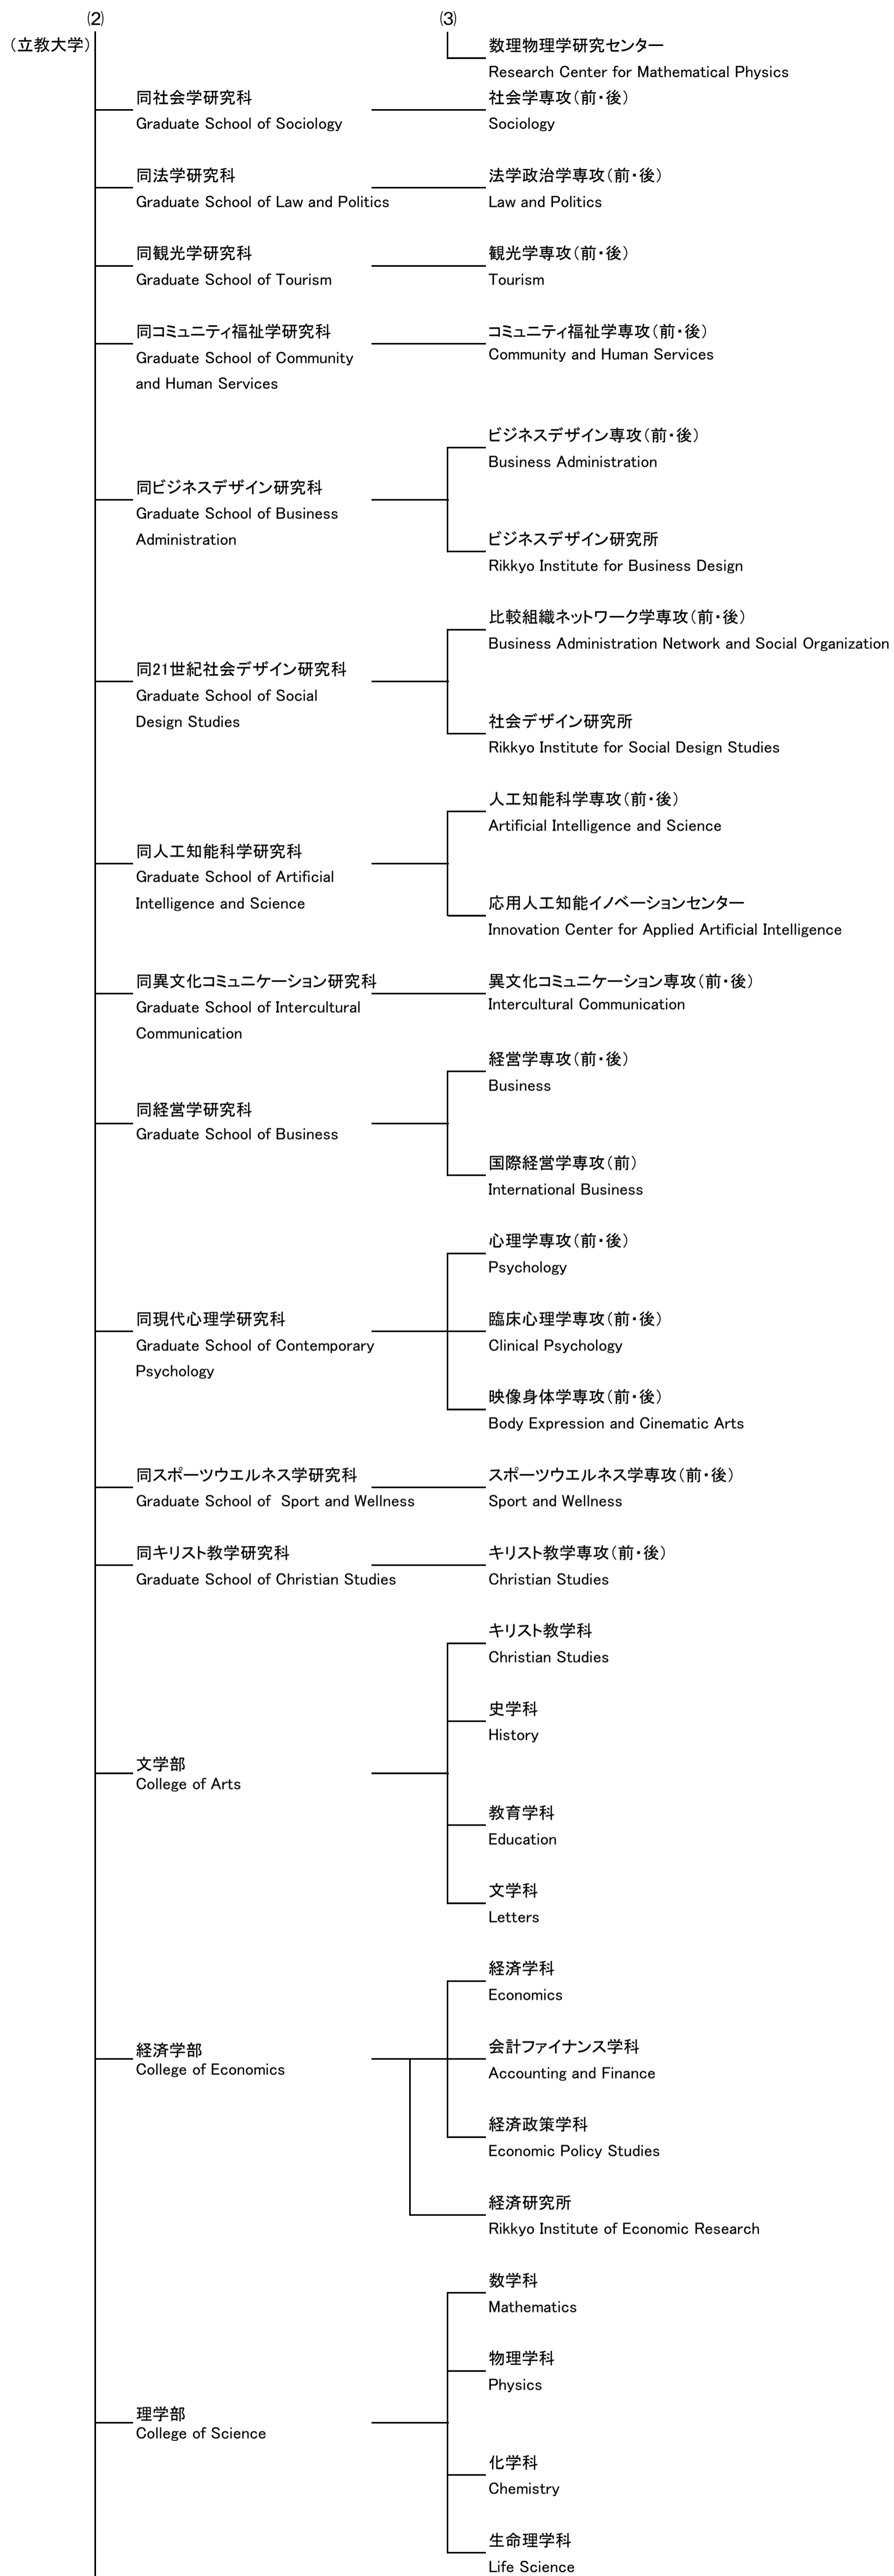 (2)
(3)
（立教大学）
数理物理学研究センター
Research Center for Mathematical Physics
同社会学研究科
Graduate School of Sociology
社会学専攻（前・後）
Sociology
同法学研究科
Graduate School of Law and Politics
法学政治学専攻（前・後）
Law and Politics
同観光学研究科
Graduate School of Tourism
観光学専攻（前・後）
Tourism
同コミュニティ福祉学研究科
Graduate School of Community
and Human Services
コミュニティ福祉学専攻（前・後）
Community and Human Services
同ビジネスデザイン研究科
Graduate School of Business
Administration
ビジネスデザイン専攻（前・後）
Business Administration
ビジネスデザイン研究所
Rikkyo Institute for Business Design
同21世紀社会デザイン研究科
Graduate School of Social
Design Studies
比較組織ネットワーク学専攻（前・後）
Business Administration Network and Social Organization
社会デザイン研究所
Rikkyo Institute for Social Design Studies
同人工知能科学研究科
Graduate School of Artificial
Intelligence and Science
人工知能科学専攻（前・後）
Artificial Intelligence and Science
応用人工知能イノベーションセンター
Innovation Center for Applied Artificial Intelligence
同異文化コミュニケーション研究科
Graduate School of Intercultural
Communication
異文化コミュニケーション専攻（前・後）
Intercultural Communication
同経営学研究科
Graduate School of Business
経営学専攻（前・後）
Business
国際経営学専攻（前）
International Business
同現代心理学研究科
Graduate School of Contemporary
Psychology
心理学専攻（前・後）
Psychology
臨床心理学専攻（前・後）
Clinical Psychology
映像身体学専攻（前・後）
Body Expression and Cinematic Arts
同スポーツウエルネス学研究科
Graduate School of  Sport and Wellness
スポーツウエルネス学専攻（前・後）
Sport and Wellness
同キリスト教学研究科
Graduate School of Christian Studies
キリスト教学専攻（前・後）
Christian Studies
文学部
College of Arts
キリスト教学科
Christian Studies
史学科
History
教育学科
Education
文学科
Letters
経済学部
College of Economics
経済学科
Economics
会計ファイナンス学科
Accounting and Finance
経済政策学科
Economic Policy Studies
経済研究所
Rikkyo Institute of Economic Research
理学部
College of Science
数学科
Mathematics
物理学科
Physics
化学科
Chemistry
生命理学科
Life Science